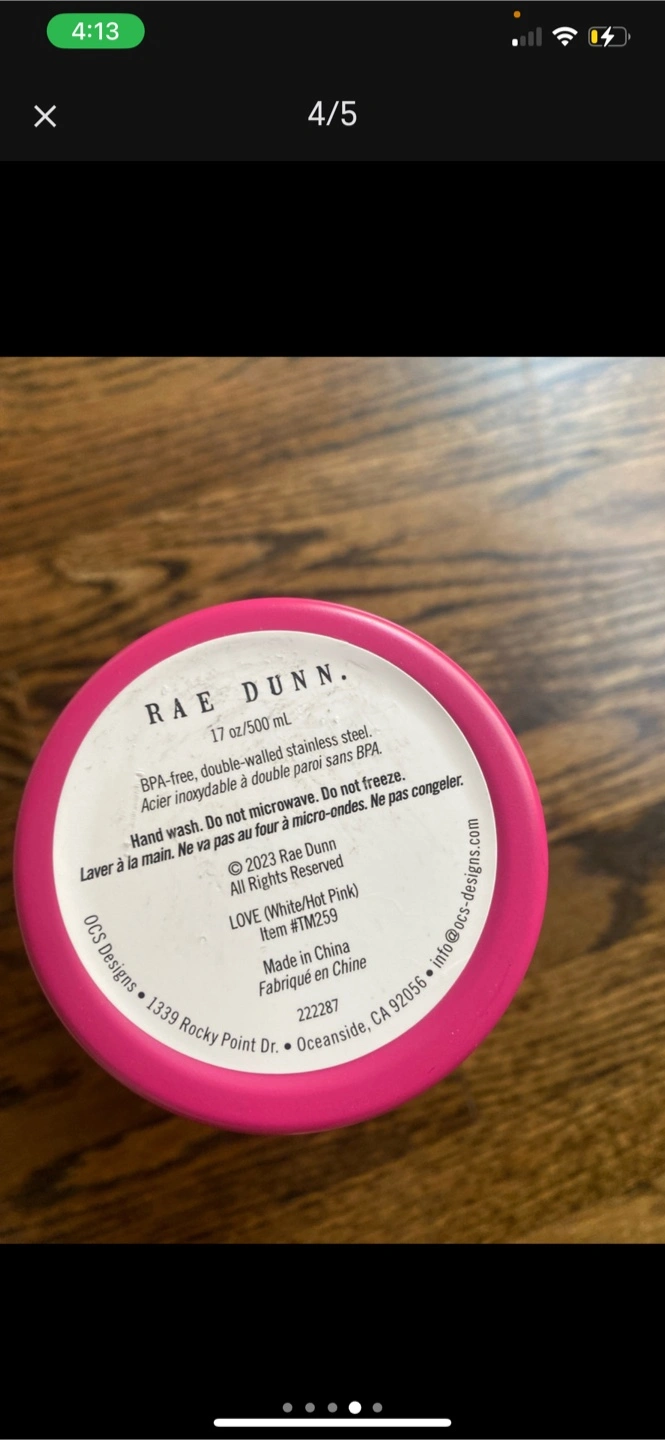 4:13
4/5
RAE DUNN.
17 oz/500 mL
BPA-free, double-walled stainless steel.
Acier inoxydable à double paroi sans BPA.
Hand wash. Do not microwave. Do not freeze.
Laver à la main. Ne va pas au four à micro-ondes. Ne pas congeler.
© 2023 Rae Dunn
All Rights Reserved
LOVE (White/Hot Pink)
Item #TM259
Made in China
Fabriqué en Chine
222287
OCS Designs • 1339 Rocky Point Dr. • Oceanside, CA 92056 • info@ocs-designs.com